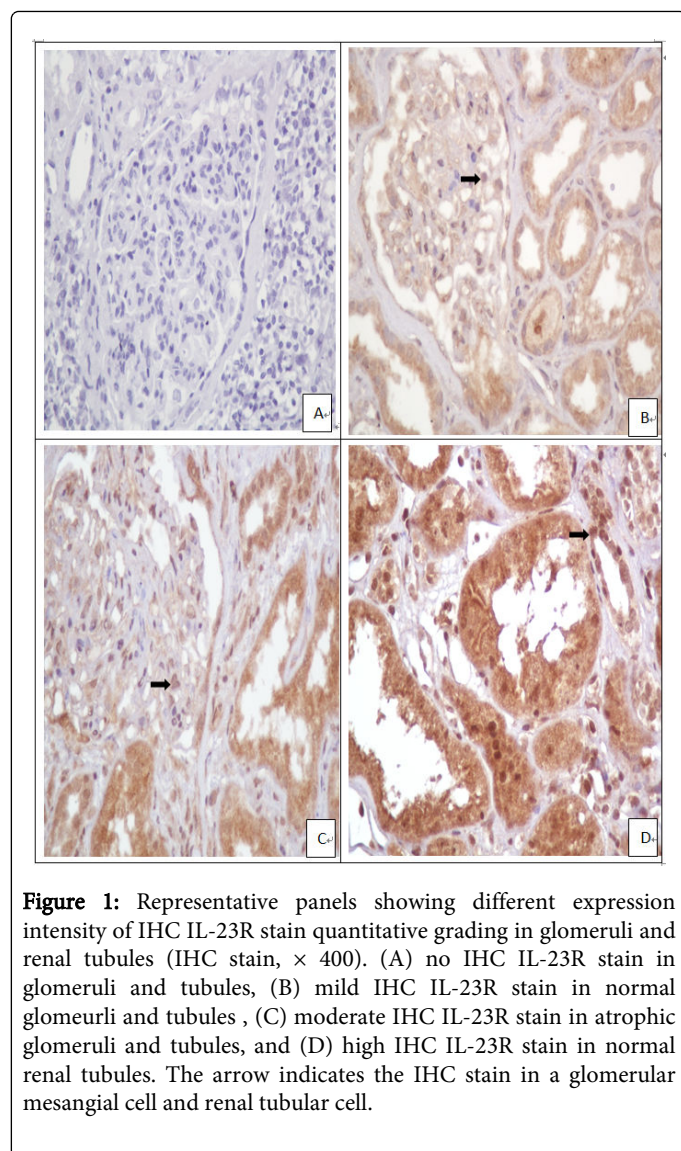 A
B
C
D
Figure 1: Representative panels showing different expression
intensity of IHC IL-23R stain quantitative grading in glomeruli and
renal tubules (IHC stain, × 400). (A) no IHC IL-23R stain in
glomeruli and tubules, (B) mild IHC IL-23R stain in normal
glomeurli and tubules , (C) moderate IHC IL-23R stain in atrophic
glomeruli and tubules, and (D) high IHC IL-23R stain in normal
renal tubules. The arrow indicates the IHC stain in a glomerular
mesangial cell and renal tubular cell.